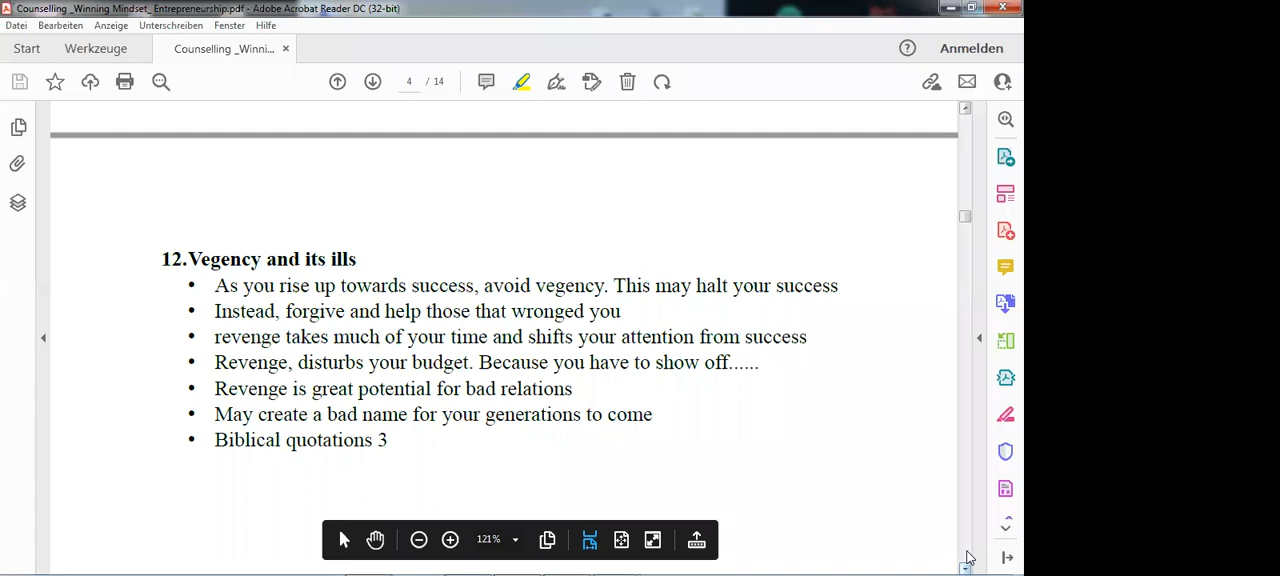 Counselling _Winning Mindset_ Entrepreneurship.pdf - Adobe Acrobat Reader DC (32-bit)
Datei Bearbeiten Anzeige Unterschreiben Fenster Hilfe
Start Werkzeuge Counselling _Winni... × Anmelden
4 / 14
12.Vegency and its ills
• As you rise up towards success, avoid vegency. This may halt your success
• Instead, forgive and help those that wronged you
• revenge takes much of your time and shifts your attention from success
• Revenge, disturbs your budget. Because you have to show off......
• Revenge is great potential for bad relations
• May create a bad name for your generations to come
• Biblical quotations 3
121%